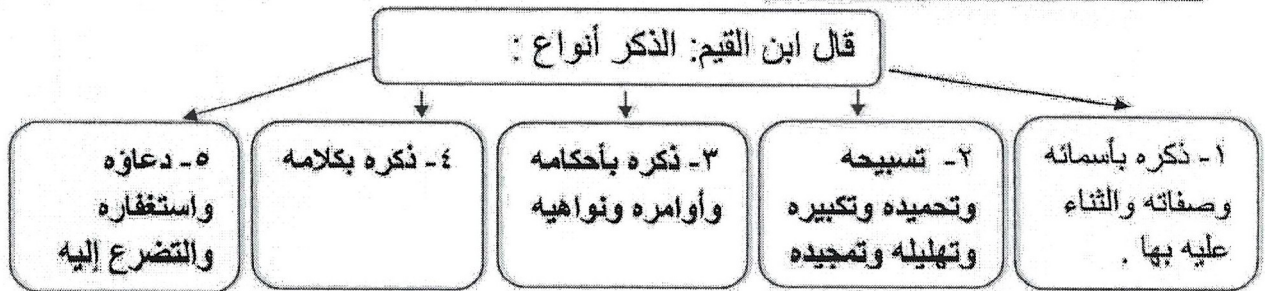 قال ابن القيم: الذكر أنواع :
١- ذكره بأسمائه
وصفاته والثناء
عليه بها .
٢- تسبيحه
وتحميده وتكبيره
وتهليله وتمجيده
٣- ذكره بأحكامه
وأوامره ونواهيه
٤- ذكره بكلامه
٥- دعاؤه
واستغفاره
والتضرع إليه